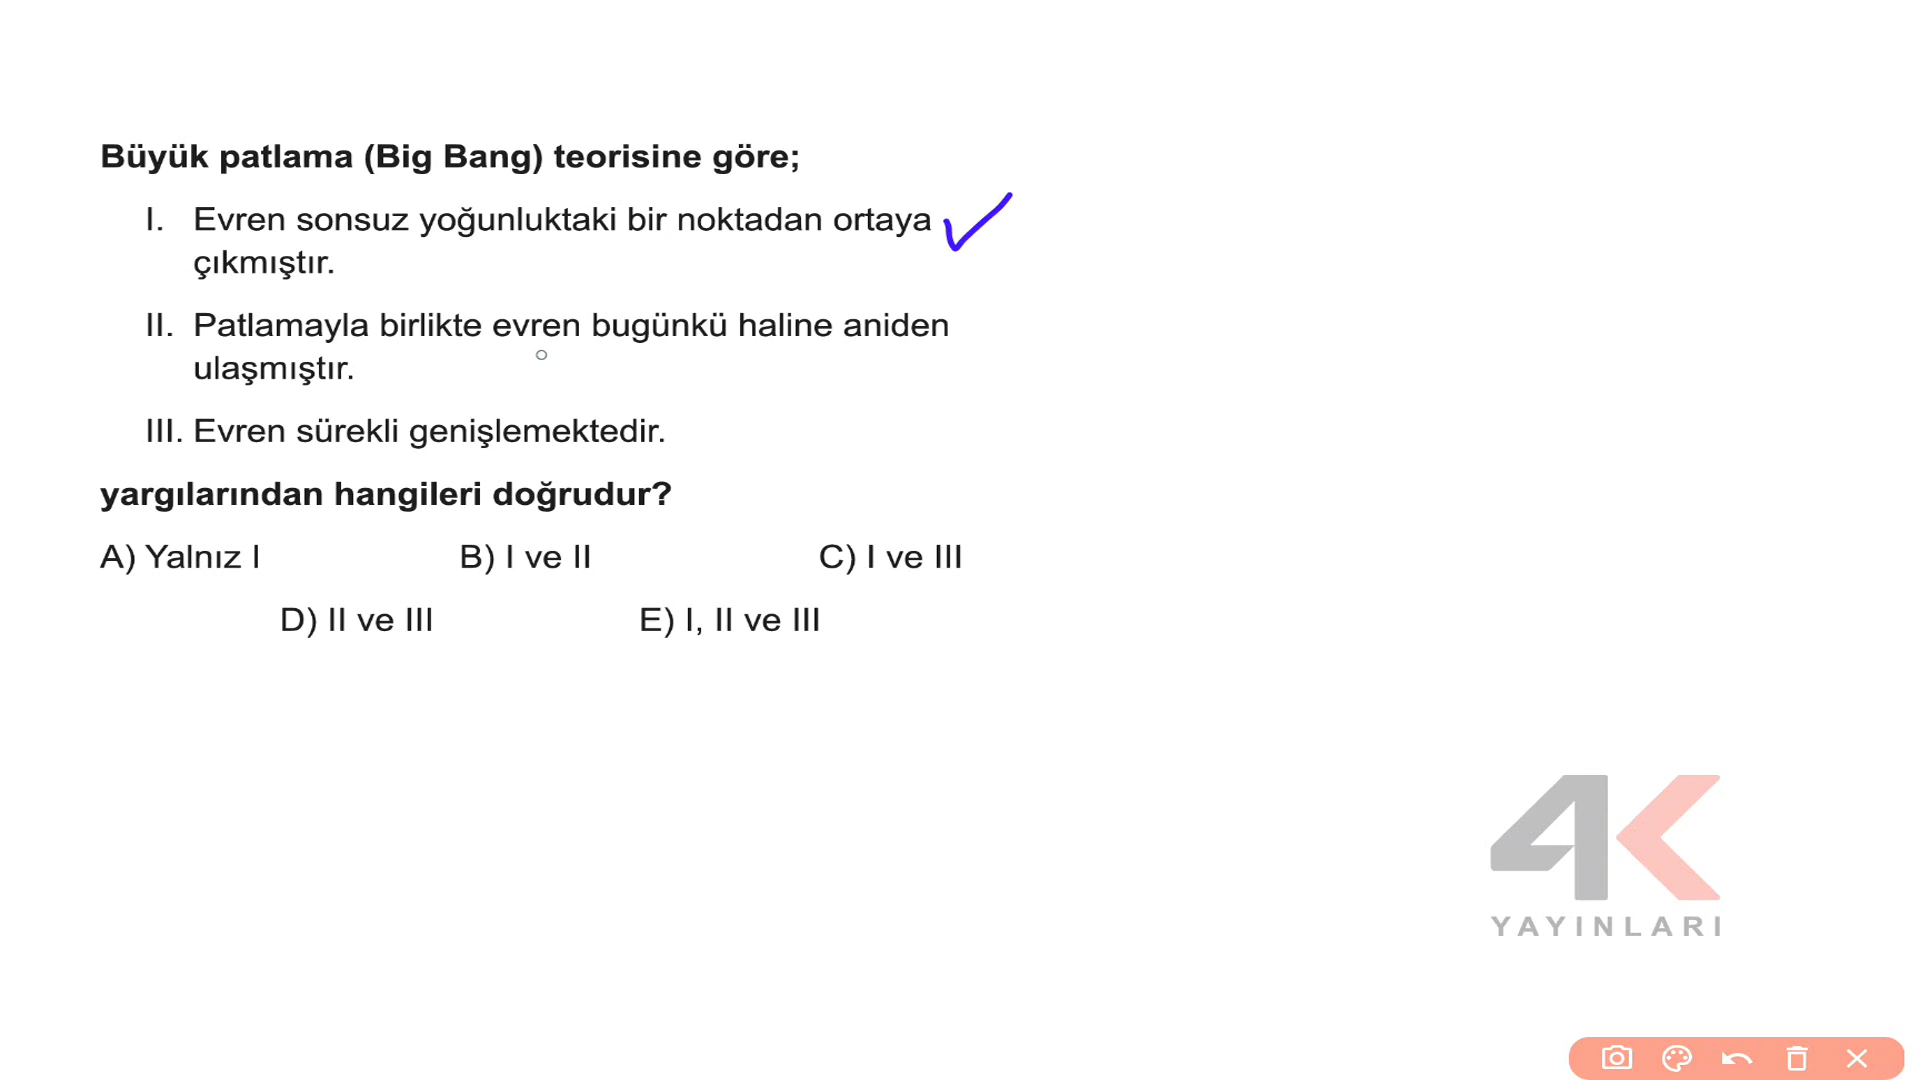 Büyük patlama (Big Bang) teorisine göre;
I. Evren sonsuz yoğunluktaki bir noktadan ortaya
çıkmıştır.
II. Patlamayla birlikte evren bugünkü haline aniden
ulaşmıştır.
III. Evren sürekli genişlemektedir.
yargılarından hangileri doğrudur?
A) Yalnız I B) I ve II C) I ve III
D) II ve III E) I, II ve III
4K
YAYINLARI